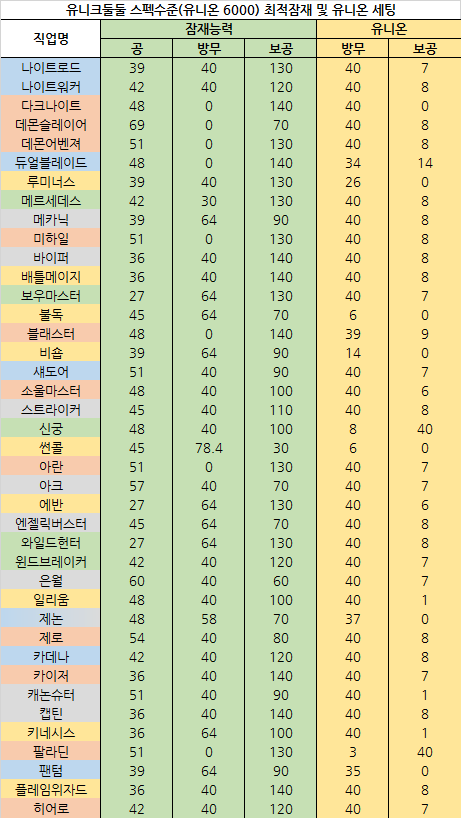 유니크둘둘 스펙수준(유니온 6000) 최적잠재 및 유니온 세팅
직업명 잠재능력 유니온
공 방무 보공 방무 보공
나이트로드 39 40 130 40 7
나이트워커 42 40 120 40 8
다크나이트 48 0 140 40 0
데몬슬레이어 69 0 70 40 8
데몬어벤져 51 0 130 40 8
듀얼블레이드 48 0 140 34 14
루미너스 39 40 130 26 0
메르세데스 42 30 130 40 8
메카닉 39 64 90 40 8
미하일 51 0 130 40 8
바이퍼 36 40 140 40 8
배틀메이지 36 40 140 40 8
보우마스터 27 64 130 40 7
불독 45 64 70 6 0
블래스터 48 0 140 39 9
비숍 39 64 90 14 0
섀도어 51 40 90 40 7
소울마스터 48 40 100 40 6
스트라이커 45 40 110 40 8
신궁 48 40 100 8 40
썬콜 45 78.4 30 6 0
아란 51 0 130 40 7
아크 57 40 70 40 7
에반 27 64 130 40 6
엔젤릭버스터 45 64 70 40 8
와일드헌터 27 64 130 40 8
윈드브레이커 42 40 120 40 7
은월 60 40 60 40 7
일리움 48 40 100 40 1
제논 48 58 70 37 0
제로 54 40 80 40 8
카데나 42 40 120 40 8
카이저 36 40 140 40 7
캐논슈터 51 40 90 40 1
캡틴 36 40 140 40 8
키네시스 36 64 100 40 1
팔라딘 51 0 130 3 40
팬텀 39 64 90 35 0
플레임위자드 36 40 140 40 8
히어로 42 40 120 40 7